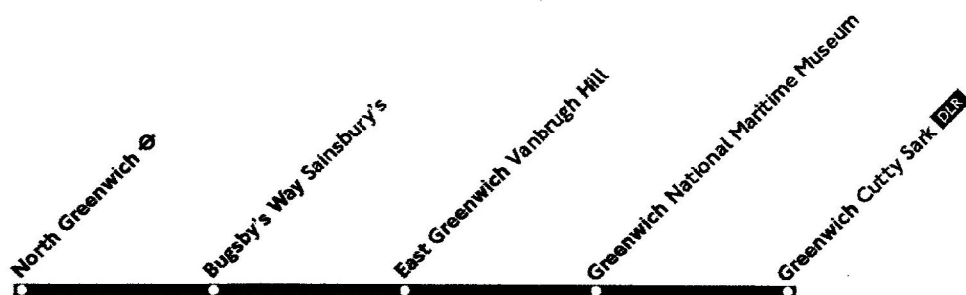 North Greenwich
Bugsby's Way Sainsbury's
East Greenwich Vanbrugh Hill
Greenwich National Maritime Museum
Greenwich Cutty Sark DLR